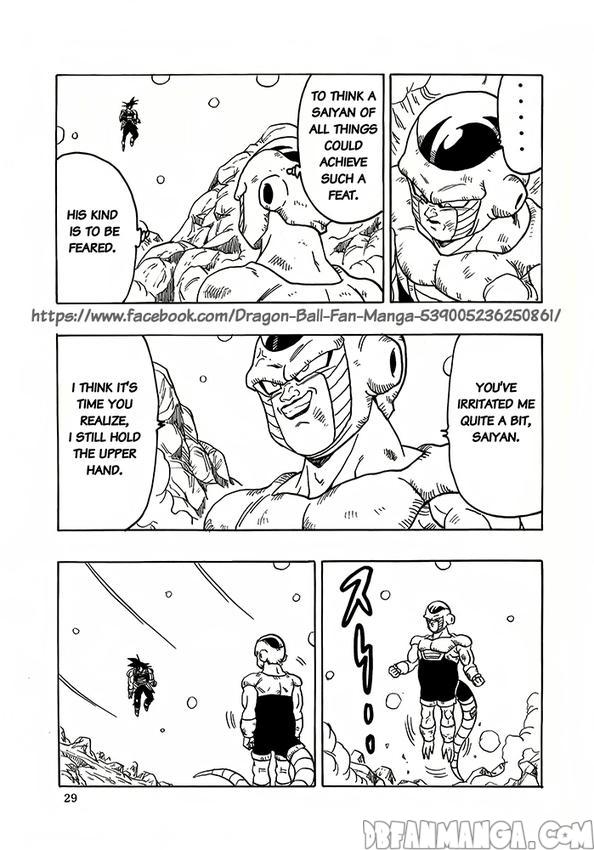 . . . . . .
TO THINK A
SAIYAN OF
ALL THINGS
COULD
ACHIEVE
SUCH A
FEAT.
HIS KIND
IS TO BE
FEARED.
https://www.facebook.com/Dragon-Ball-Fan-Manga-539005236250861/
YOU'VE
IRRITATED ME
QUITE A BIT,
SAIYAN.
I THINK IT'S
TIME YOU
REALIZE,
I STILL HOLD
THE UPPER
HAND.
スッ...
29
DBFANMANGA.COM